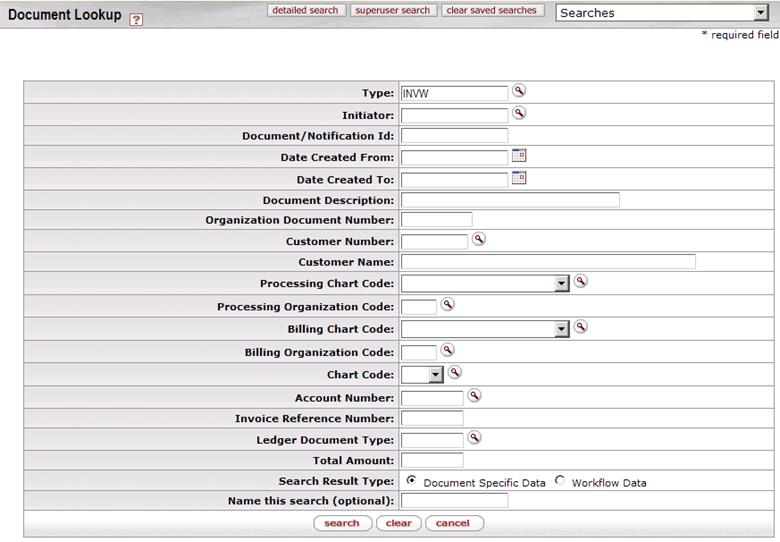 Document Lookup ? detailed search superuser search clear saved searches Searches
* required field
Type: INVW
Initiator:
Document/Notification Id:
Date Created From:
Date Created To:
Document Description:
Organization Document Number:
Customer Number:
Customer Name:
Processing Chart Code:
Processing Organization Code:
Billing Chart Code:
Billing Organization Code:
Chart Code:
Account Number:
Invoice Reference Number:
Ledger Document Type:
Total Amount:
Search Result Type: Document Specific Data Workflow Data
Name this search (optional):
search clear cancel